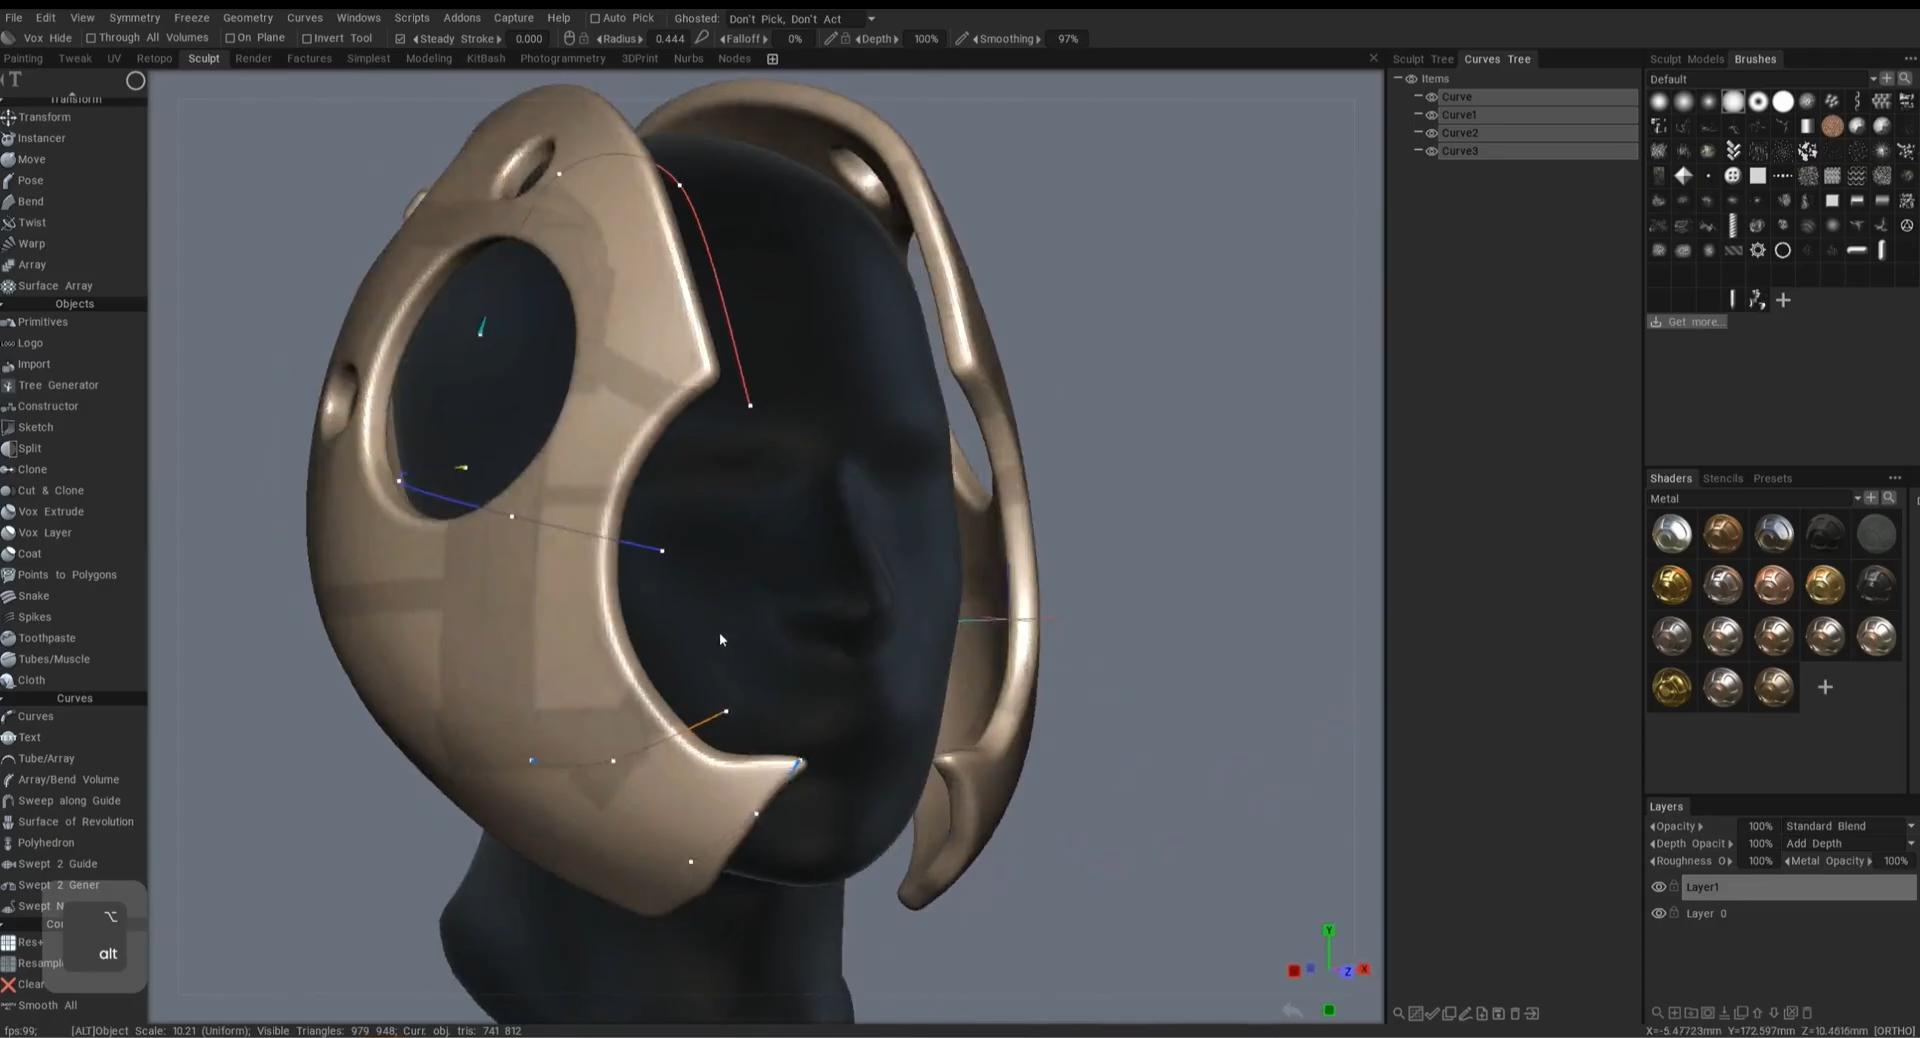 File Edit View Symmetry Freeze Geometry Curves Windows Scripts Addons Capture Help Auto Pick Ghosted: Don't Pick, Don't Act
Vox Hide Through All Volumes On Plane Invert Tool Steady Stroke 0.000 Radius 0.444 Falloff 0% Depth 100% Smoothing 97%
Painting Tweak UV Retopo Sculpt Render Factures Simplest Modeling KitBash Photogrammetry 3DPrint Nurbs Nodes
Sculpt Tree Curves Tree
Sculpt Models Brushes
T
Transform
Transform
Instancer
Move
Pose
Bend
Twist
Warp
Array
Surface Array
Objects
Primitives
LOGO Logo
Import
Tree Generator
Constructor
Sketch
Split
Clone
Cut & Clone
Vox Extrude
Vox Layer
Coat
Points to Polygons
Snake
Spikes
Toothpaste
Tubes/Muscle
Cloth
Curves
Curves
TEXT Text
Tube/Array
Array/Bend Volume
Sweep along Guide
Surface of Revolution
Polyhedron
Swept 2 Guide
Swept 2 Gener
Swept N
Co
Res+
Resampl
Clear
Smooth All
alt
Items
Curve
Curve1
Curve2
Curve3
Default
Get more...
Shaders Stencils Presets
Metal
Layers
Opacity 100% Standard Blend
Depth Opacit 100% Add Depth
Roughness O 100% Metal Opacity 100%
Layer1
Layer 0
Y
Z X
fps:99; [ALT]Object Scale: 10.21 (Uniform); Visible Triangles: 979 948; Curr. obj. tris: 741 812
X=-5.47723mm Y=172.597mm Z=10.4616mm [ORTHO]